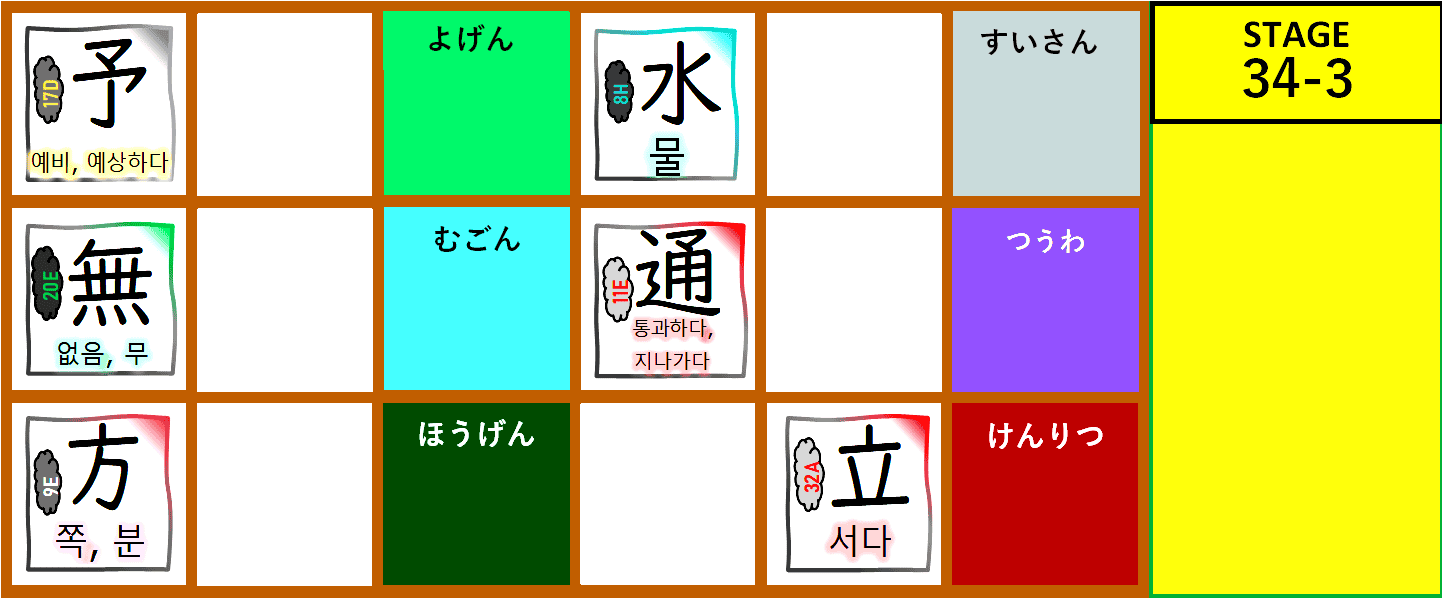 予
17D
예비, 예상하다
よげん
水
8H
물
すいさん
STAGE
34-3
無
20E
없음, 무
むごん
通
11E
통과하다,
지나가다
つうわ
方
9E
쪽, 분
ほうげん
立
32A
서다
けんりつ